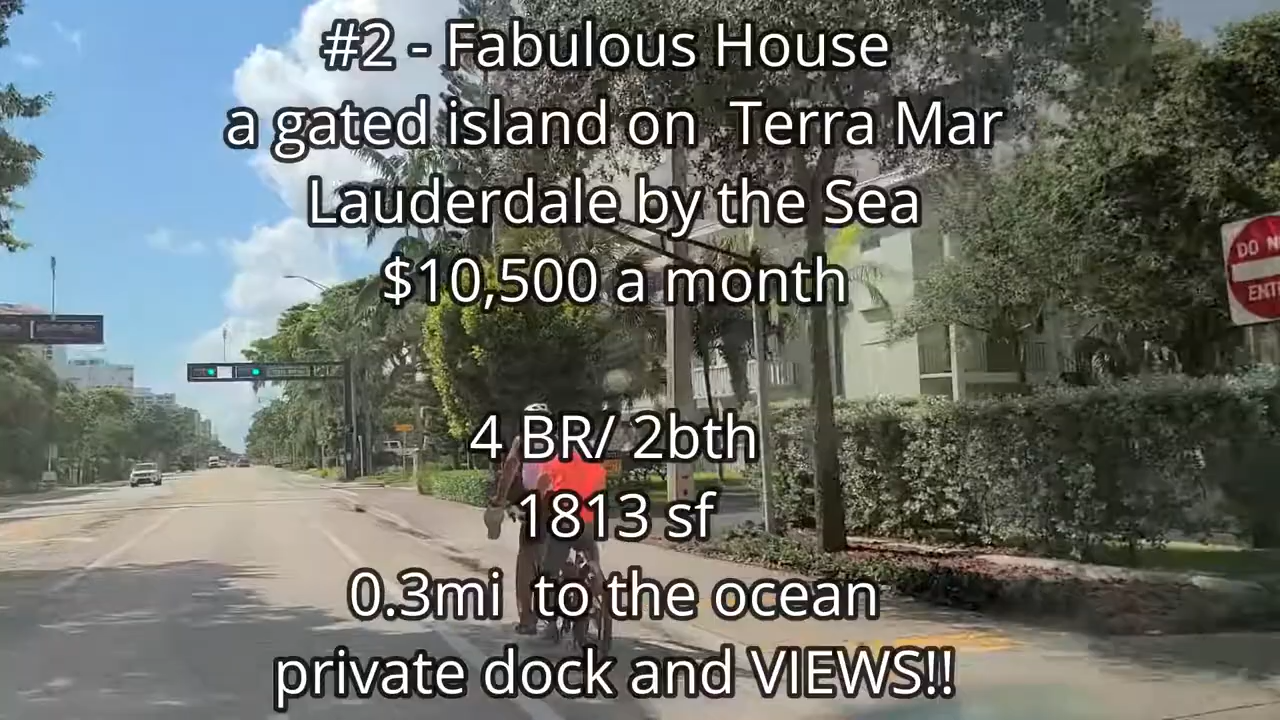 #2 - Fabulous House
a gated island on Terra Mar
Lauderdale by the Sea
$10,500 a month
4 BR/ 2bth
1813 sf
0.3mi to the ocean
private dock and VIEWS!!
DO